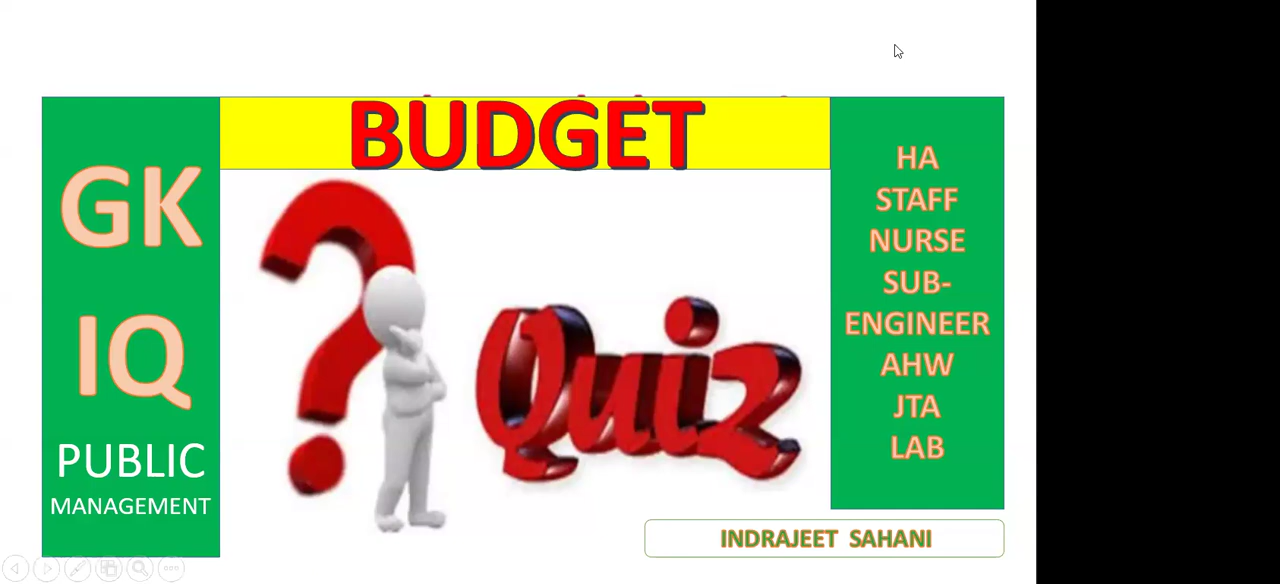 BUDGET
GK
IQ
PUBLIC
MANAGEMENT
Quiz
HA
STAFF
NURSE
SUB-
ENGINEER
AHW
JTA
LAB
INDRAJEET SAHANI